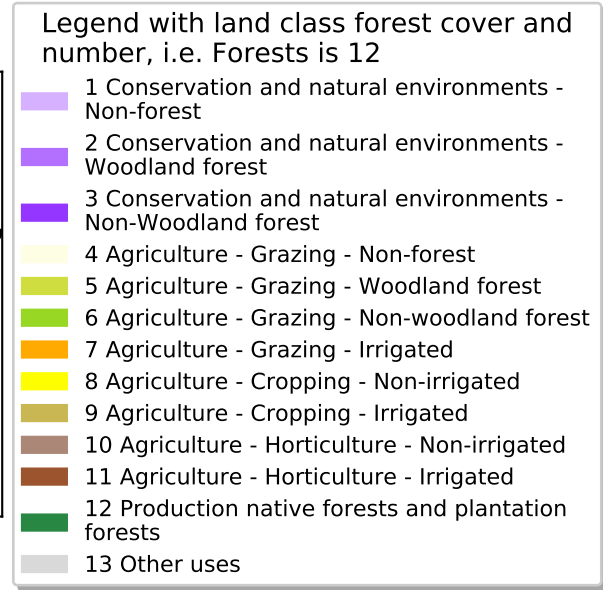 Legend with land class forest cover and
number, i.e. Forests is 12
1 Conservation and natural environments -
Non-forest
2 Conservation and natural environments -
Woodland forest
3 Conservation and natural environments -
Non-Woodland forest
4 Agriculture - Grazing - Non-forest
5 Agriculture - Grazing - Woodland forest
6 Agriculture - Grazing - Non-woodland forest
7 Agriculture - Grazing - Irrigated
8 Agriculture - Cropping - Non-irrigated
9 Agriculture - Cropping - Irrigated
10 Agriculture - Horticulture - Non-irrigated
11 Agriculture - Horticulture - Irrigated
12 Production native forests and plantation
forests
13 Other uses